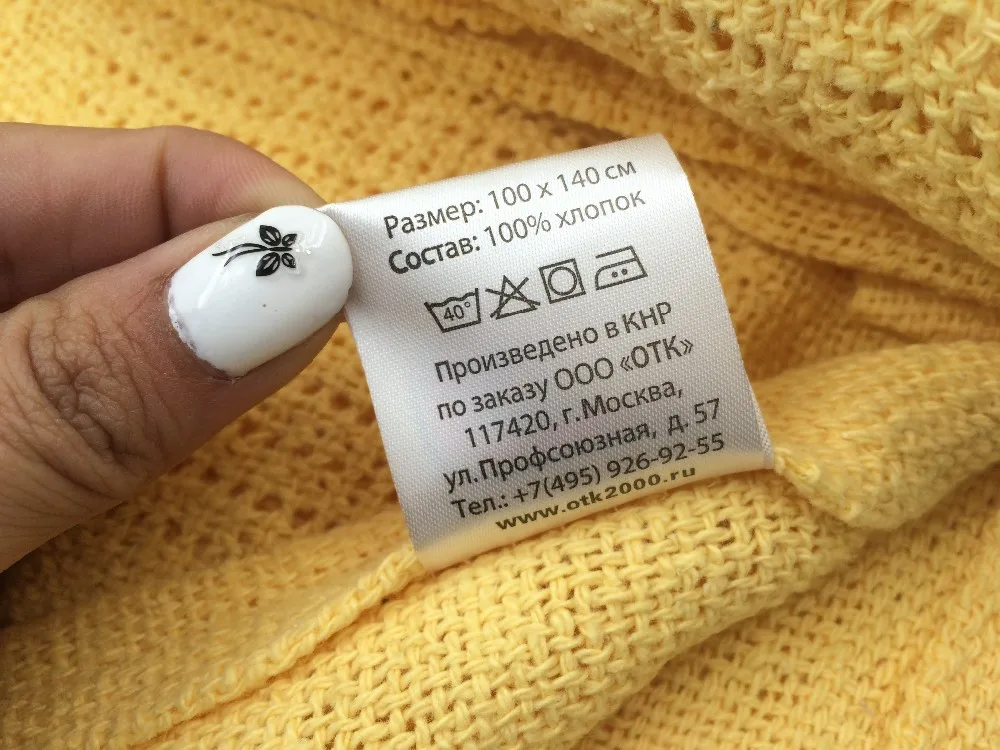 Размер: 100 х 140 см
Состав: 100% хлопок
40°
Произведено в КНР
по заказу ООО «ОТК»
117420, г.Москва,
ул.Профсоюзная, д. 57
Тел.: +7(495) 926-92-55
www.otk2000.ru